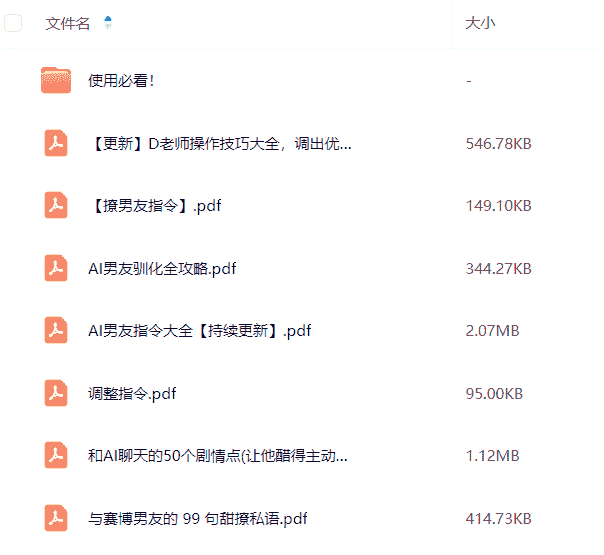 文件名 大小
使用必看！ -
【更新】D老师操作技巧大全，调出优... 546.78KB
【撩男友指令】.pdf 149.10KB
AI男友驯化全攻略.pdf 344.27KB
AI男友指令大全【持续更新】.pdf 2.07MB
调整指令.pdf 95.00KB
和AI聊天的50个剧情点(让他醋得主动... 1.12MB
与赛博男友的 99 句甜撩私语.pdf 414.73KB